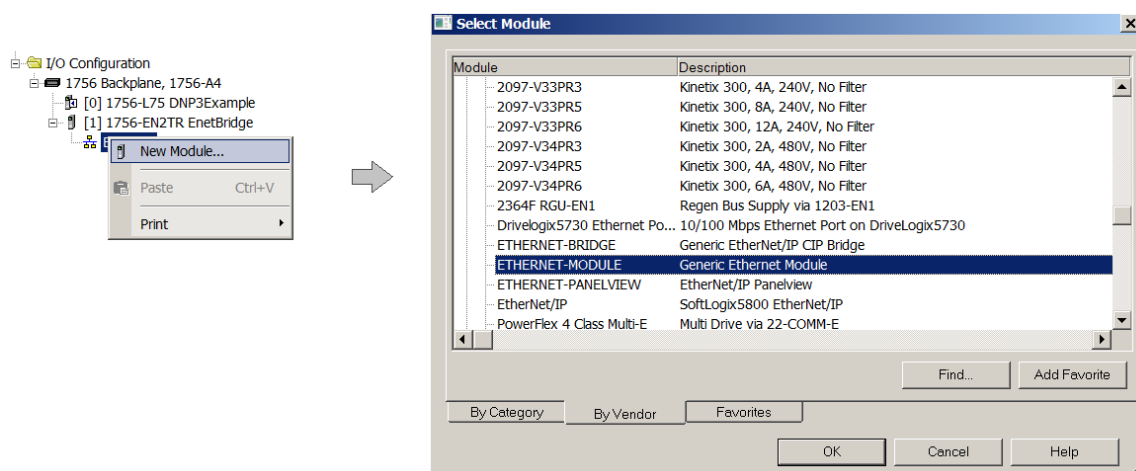 I/O Configuration
1756 Backplane, 1756-A4
[0] 1756-L75 DNP3Example
[1] 1756-EN2TR EnetBridge
New Module...
Paste Ctrl+V
Print
Select Module
Module Description
2097-V33PR3 Kinetix 300, 4A, 240V, No Filter
2097-V33PR5 Kinetix 300, 8A, 240V, No Filter
2097-V33PR6 Kinetix 300, 12A, 240V, No Filter
2097-V34PR3 Kinetix 300, 2A, 480V, No Filter
2097-V34PR5 Kinetix 300, 4A, 480V, No Filter
2097-V34PR6 Kinetix 300, 6A, 480V, No Filter
2364F RGU-EN1 Regen Bus Supply via 1203-EN1
Drivelogix5730 Ethernet Po... 10/100 Mbps Ethernet Port on DriveLogix5730
ETHERNET-BRIDGE Generic EtherNet/IP CIP Bridge
ETHERNET-MODULE Generic Ethernet Module
ETHERNET-PANELVIEW EtherNet/IP Panelview
EtherNet/IP SoftLogix5800 EtherNet/IP
PowerFlex 4 Class Multi-E Multi Drive via 22-COMM-E
Find... Add Favorite
By Category By Vendor Favorites
OK Cancel Help